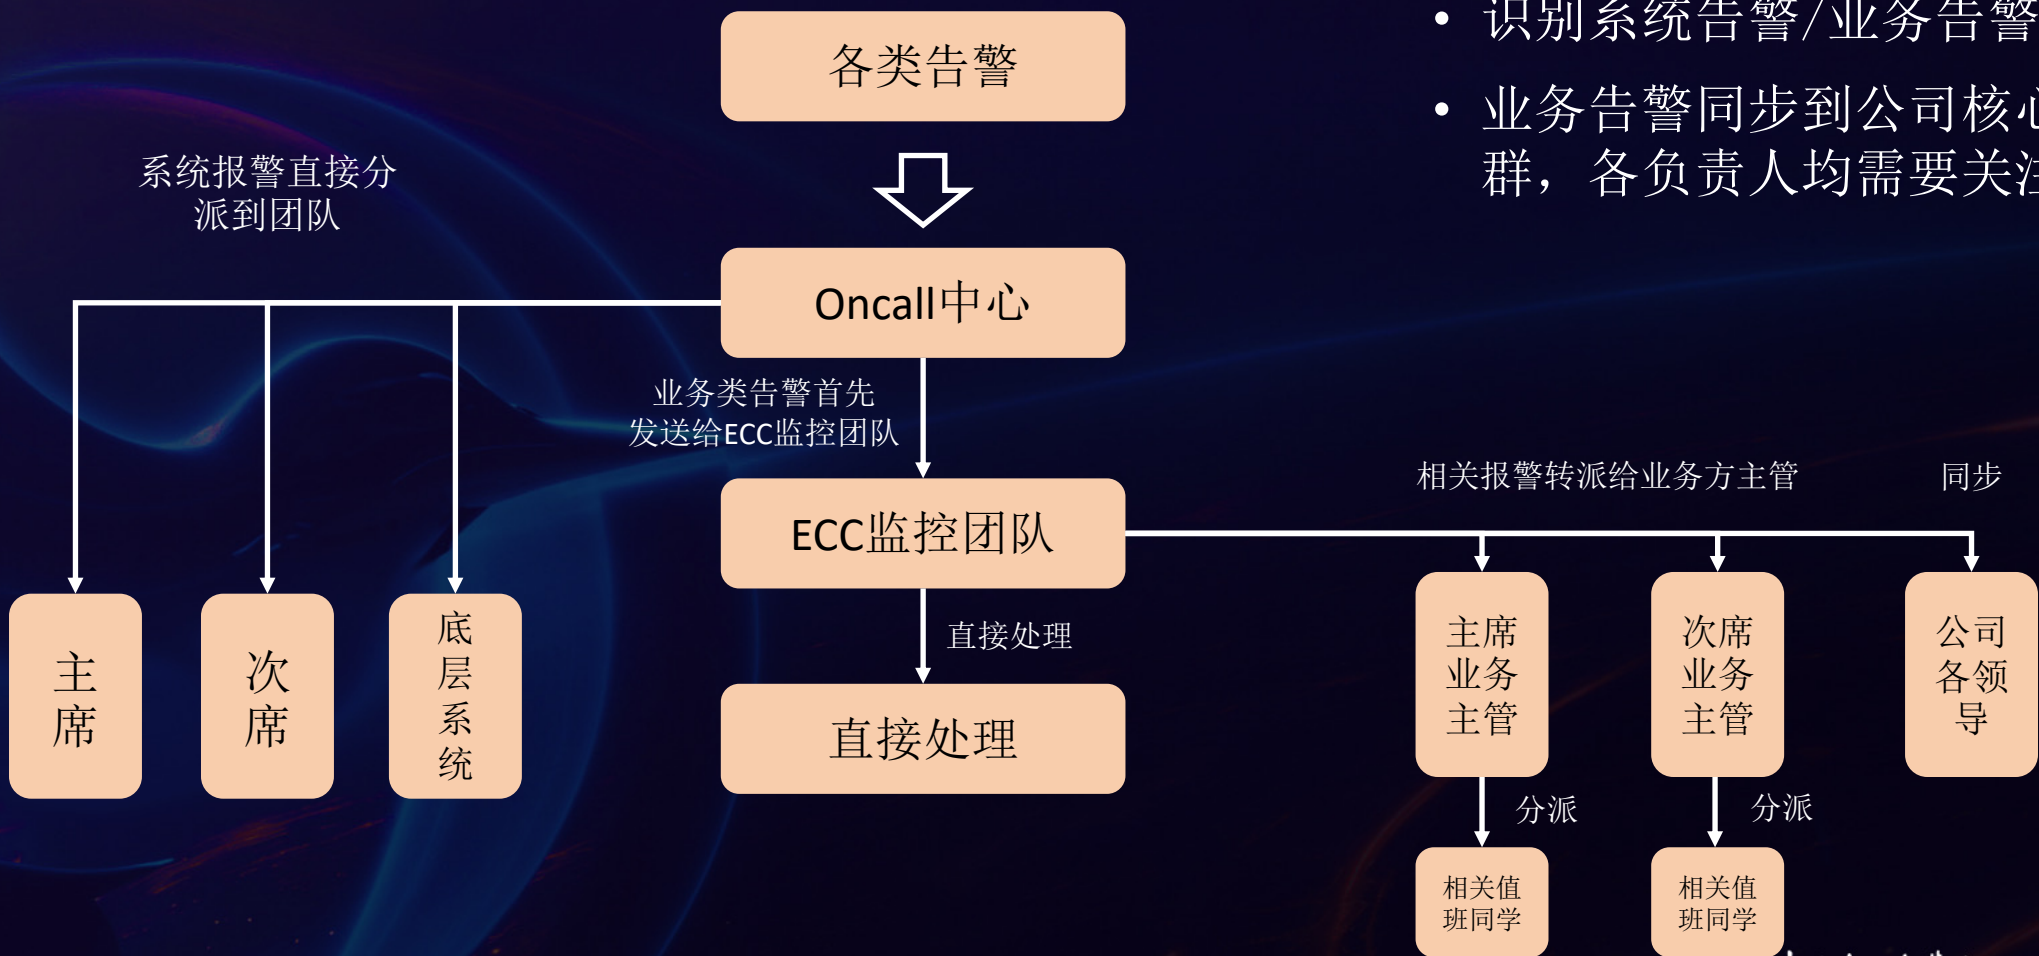 各类告警
• 识别系统告警/业务告警
• 业务告警同步到公司核心
群，各负责人均需要关注
系统报警直接分
派到团队
Oncall中心
业务类告警首先
发送给ECC监控团队
相关报警转派给业务方主管
同步
ECC监控团队
直接处理
主
席
次
席
底
层
系
统
直接处理
主席
业务
主管
次席
业务
主管
公司
各领
导
分派
分派
相关值
班同学
相关值
班同学